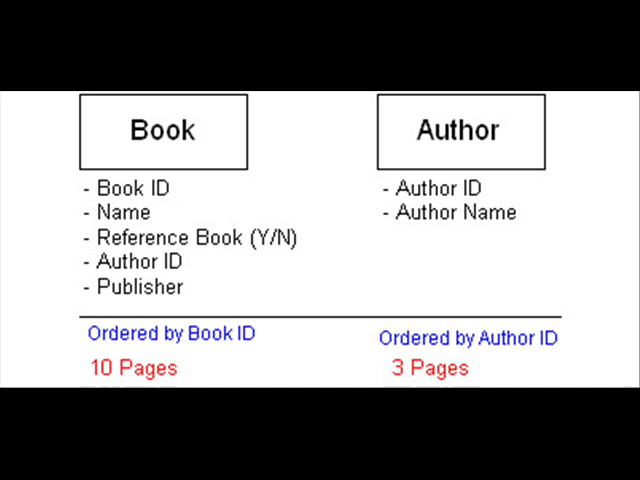 Book
- Book ID
- Name
- Reference Book (Y/N)
- Author ID
- Publisher
Ordered by Book ID
10 Pages
Author
- Author ID
- Author Name
Ordered by Author ID
3 Pages